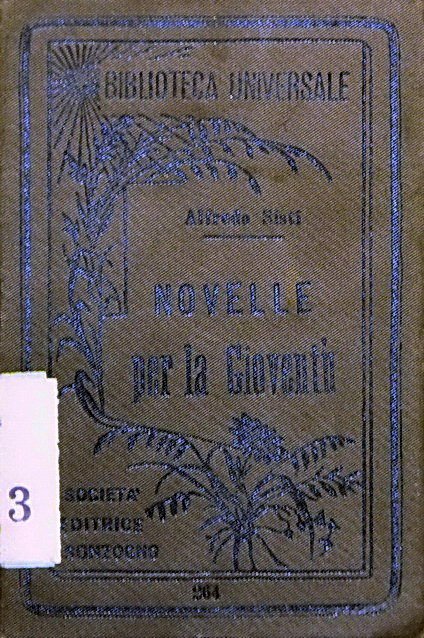 BIBLIOTECA UNIVERSALE
Alfredo Sisti
NOVELLE
per la Gioventù
SOCIETA'
EDITRICE
SONZOGNO
264
3